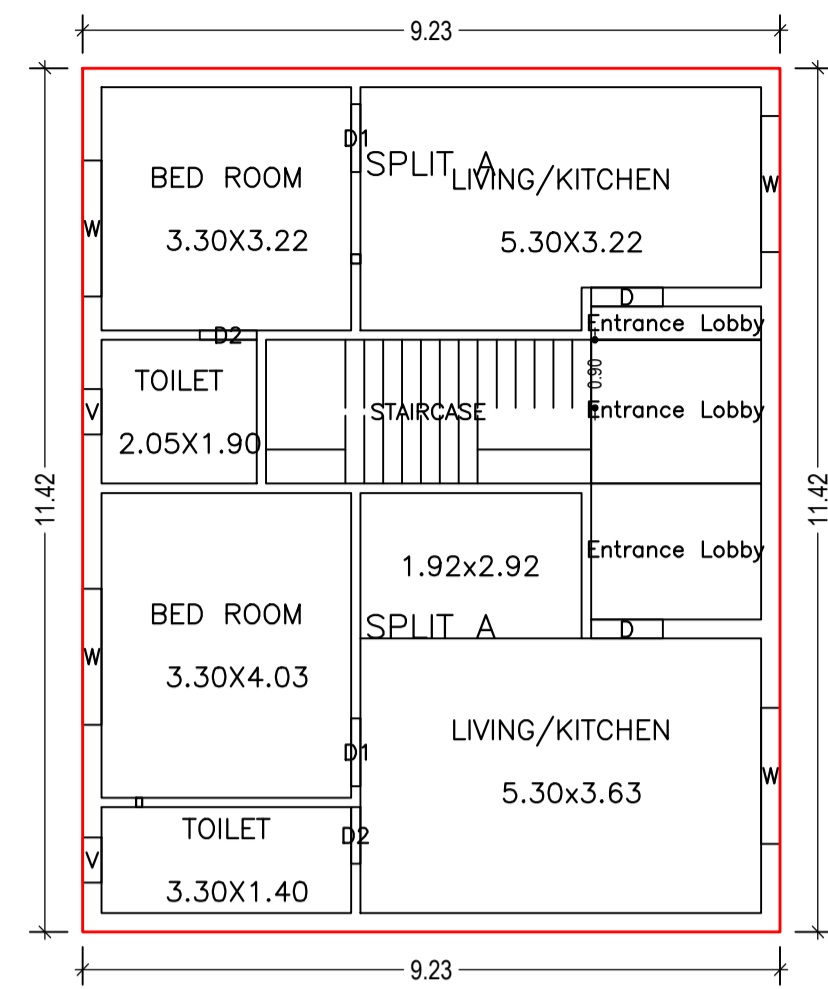 9.23
D1
SPLIT A
BED ROOM
LIVING/KITCHEN
W
W
3.30X3.22
5.30X3.22
D
Entrance Lobby
D2
0.90
TOILET
V
STAIRCASE
Entrance Lobby
2.05X1.90
11.42
11.42
Entrance Lobby
1.92x2.92
BED ROOM
SPLIT A
D
W
3.30X4.03
LIVING/KITCHEN
D1
W
5.30x3.63
TOILET
D2
V
3.30X1.40
9.23